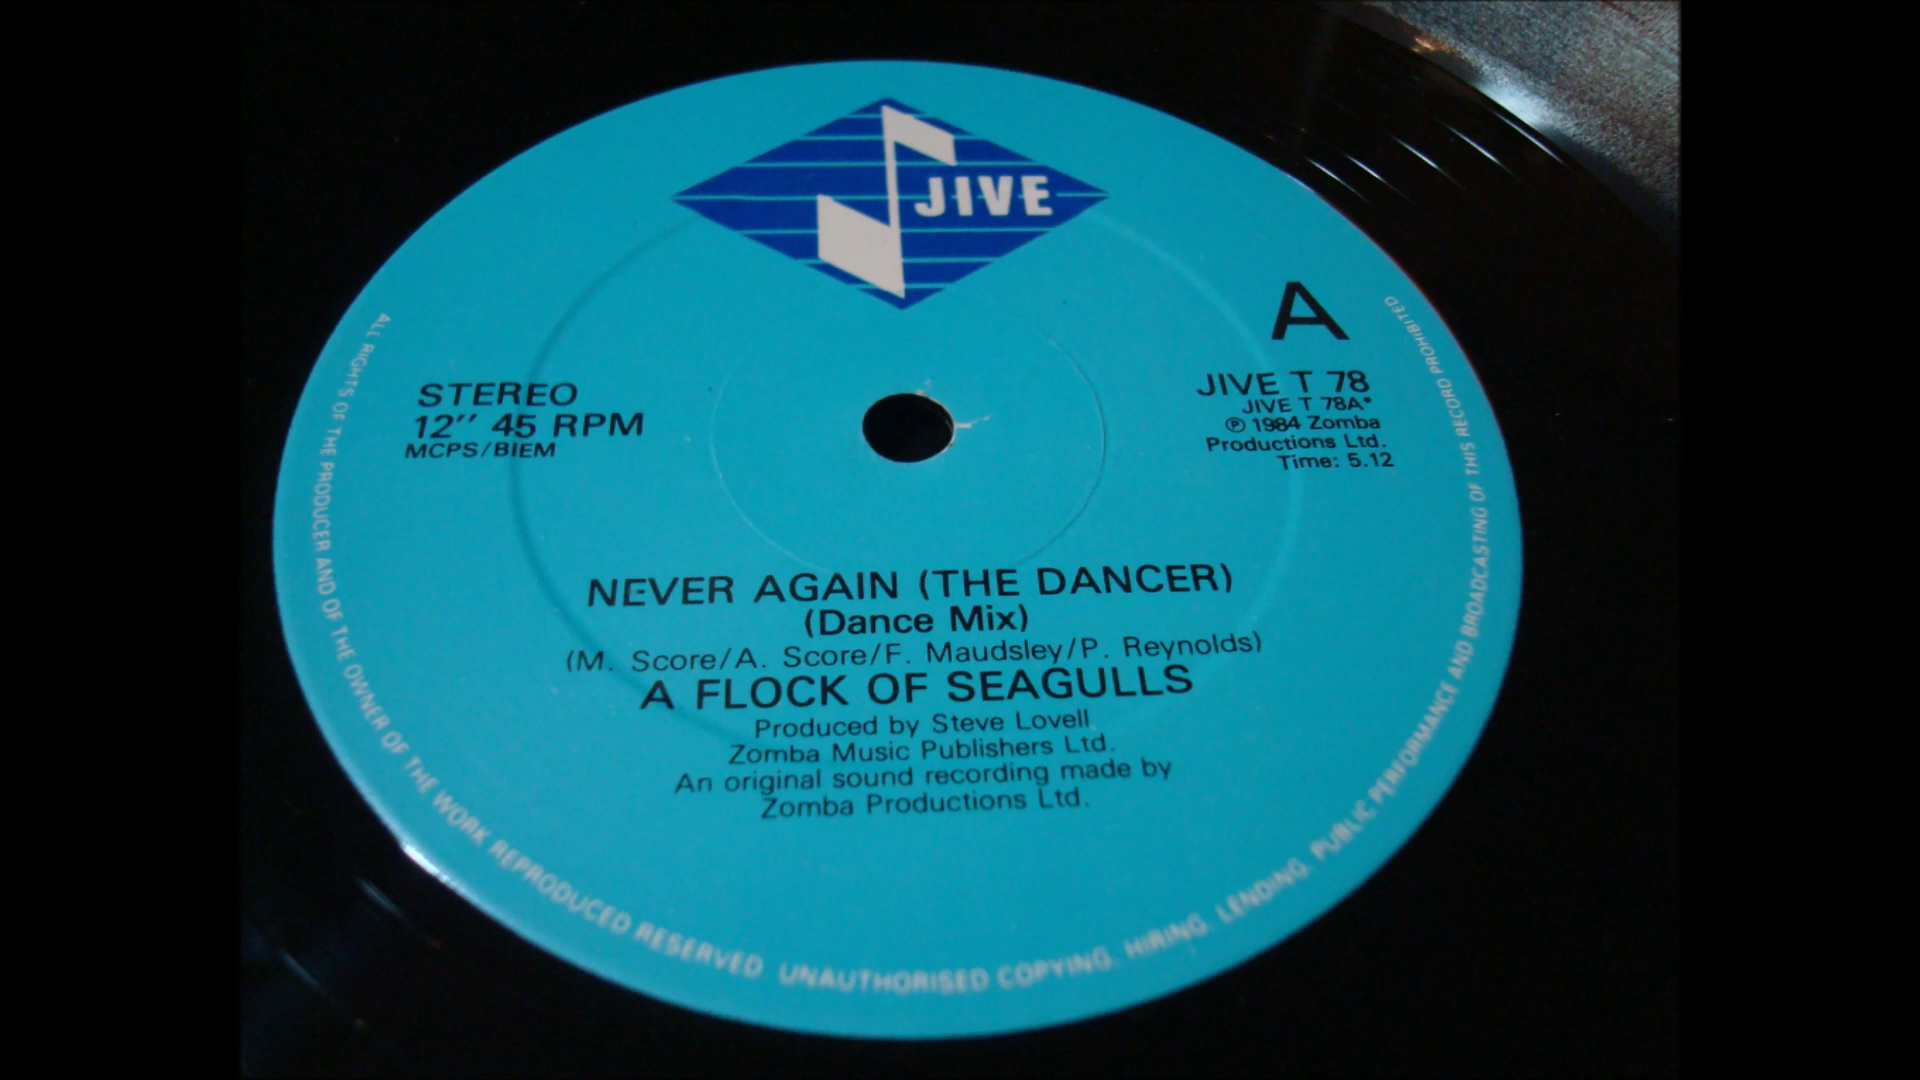 JIVE
A
STEREO
12" 45 RPM
MCPS/BIEM
JIVE T 78
JIVE T 78A*
℗ 1984 Zomba
Productions Ltd.
Time: 5.12
NEVER AGAIN (THE DANCER)
(Dance Mix)
(M. Score/A. Score/F. Maudsley/P. Reynolds)
A FLOCK OF SEAGULLS
Produced by Steve Lovell
Zomba Music Publishers Ltd.
An original sound recording made by
Zomba Productions Ltd.
ALL RIGHTS OF THE PRODUCER AND OF THE OWNER OF THE WORK REPRODUCED RESERVED UNAUTHORISED COPYING, HIRING, LENDING, PUBLIC PERFORMANCE AND BROADCASTING OF THIS RECORD PROHIBITED